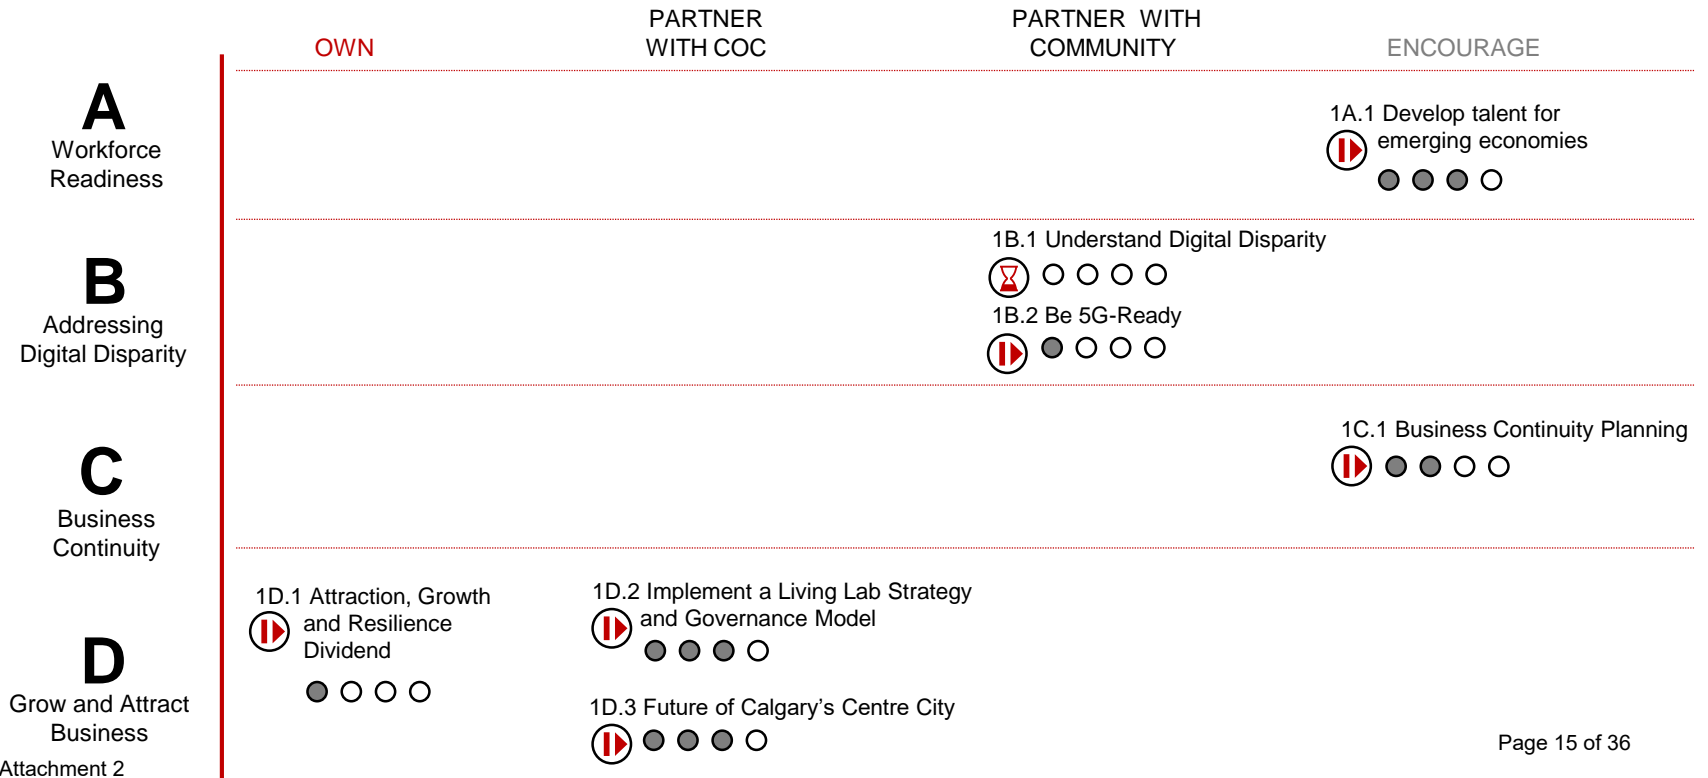 OWN
PARTNER
WITH COC
PARTNER WITH
COMMUNITY
ENCOURAGE
A
Workforce
Readiness
1A.1 Develop talent for
emerging economies
B
Addressing
Digital Disparity
1B.1 Understand Digital Disparity
1B.2 Be 5G-Ready
C
Business
Continuity
1C.1 Business Continuity Planning
D
Grow and Attract
Business
1D.1 Attraction, Growth
and Resilience
Dividend
1D.2 Implement a Living Lab Strategy
and Governance Model
1D.3 Future of Calgary's Centre City
Page 15 of 36
Attachment 2